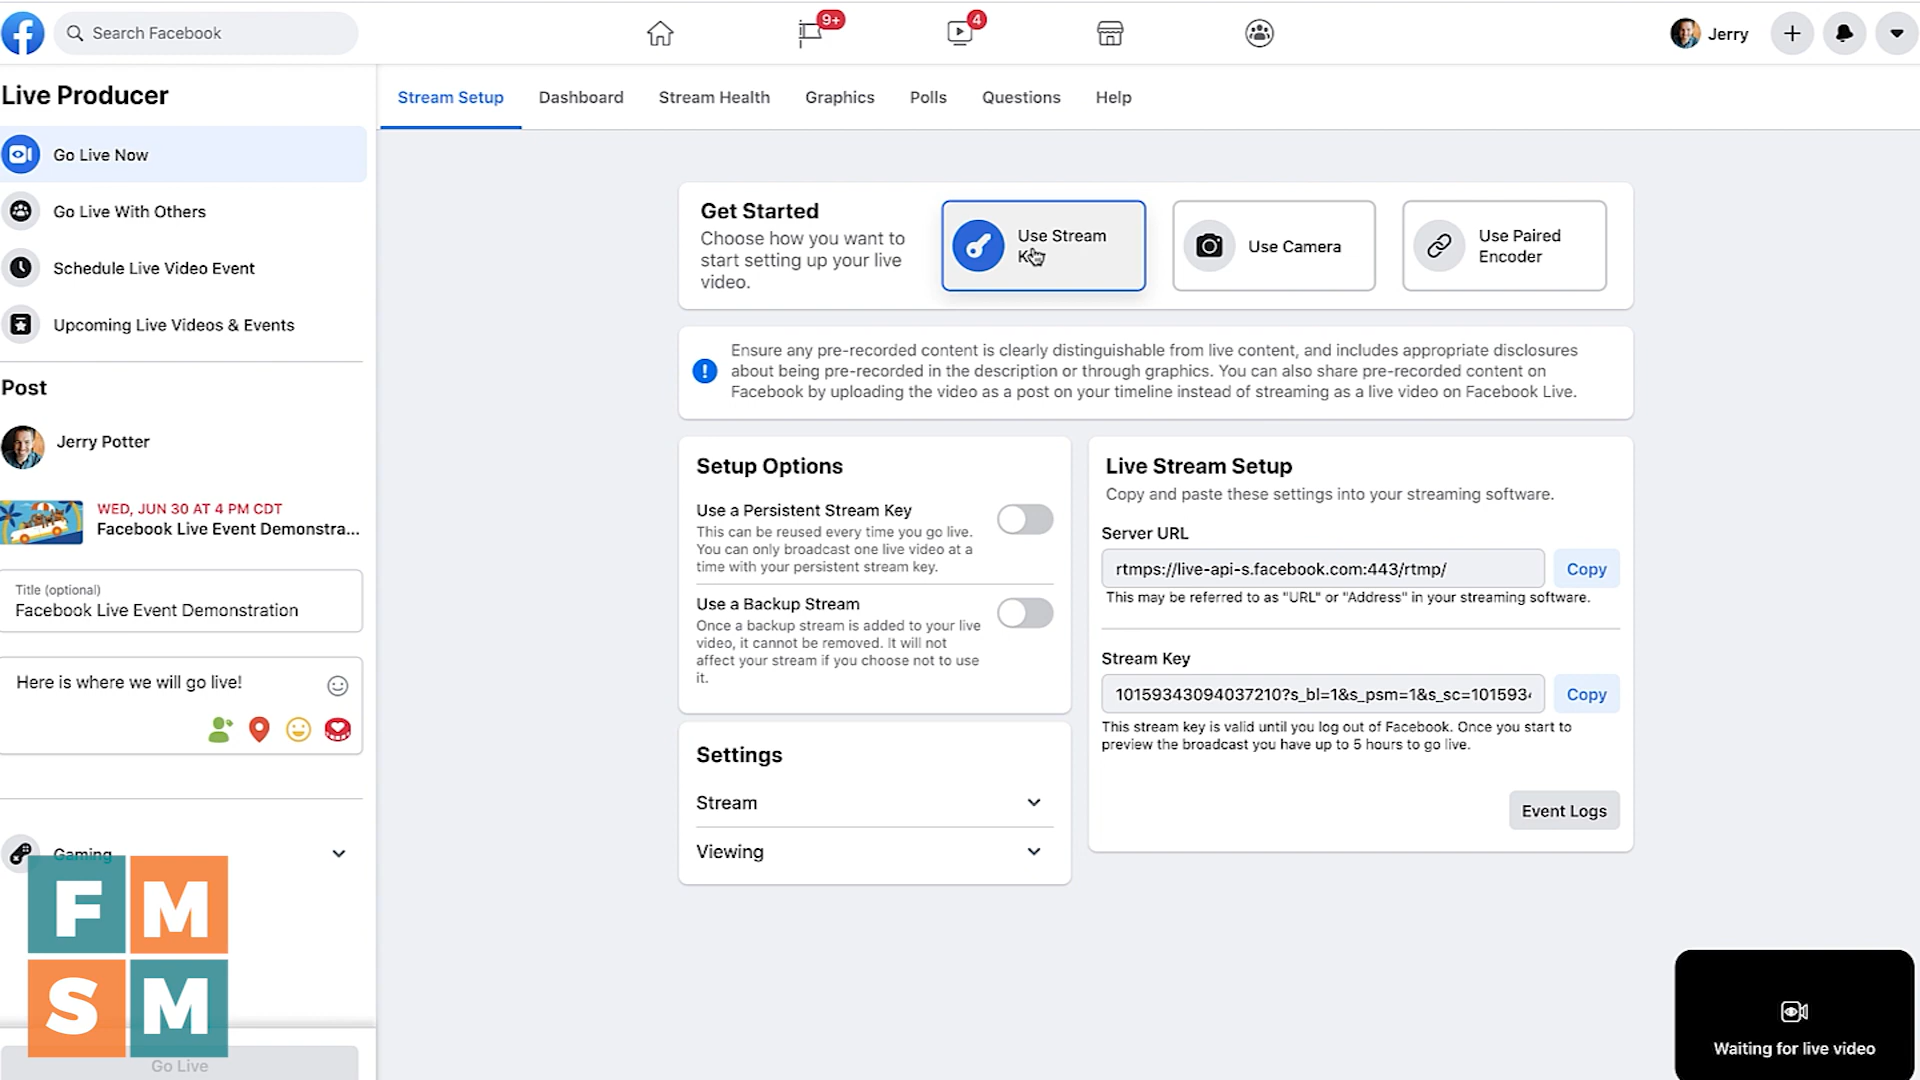 Search Facebook
9+
4
Jerry
Live Producer
Go Live Now
Go Live With Others
Schedule Live Video Event
Upcoming Live Videos & Events
Post
Jerry Potter
WED, JUN 30 AT 4 PM CDT
Facebook Live Event Demonstra...
Title (optional)
Facebook Live Event Demonstration
Here is where we will go live!
Gaming
F M
S M
Go Live
Stream Setup
Dashboard
Stream Health
Graphics
Polls
Questions
Help
Get Started
Choose how you want to
start setting up your live
video.
Use Stream
Use Camera
Use Paired
Encoder
Ensure any pre-recorded content is clearly distinguishable from live content, and includes appropriate disclosures
about being pre-recorded in the description or through graphics. You can also share pre-recorded content on
Facebook by uploading the video as a post on your timeline instead of streaming as a live video on Facebook Live.
Setup Options
Use a Persistent Stream Key
This can be reused every time you go live.
You can only broadcast one live video at a
time with your persistent stream key.
Use a Backup Stream
Once a backup stream is added to your live
video, it cannot be removed. It will not
affect your stream if you choose not to use
it.
Settings
Stream
Viewing
Live Stream Setup
Copy and paste these settings into your streaming software.
Server URL
rtmps://live-api-s.facebook.com:443/rtmp/
Copy
This may be referred to as "URL" or "Address" in your streaming software.
Stream Key
10159343094037210?s_bl=1&s_psm=1&s_sc=101593
Copy
This stream key is valid until you log out of Facebook. Once you start to
preview the broadcast you have up to 5 hours to go live.
Event Logs
Waiting for live video